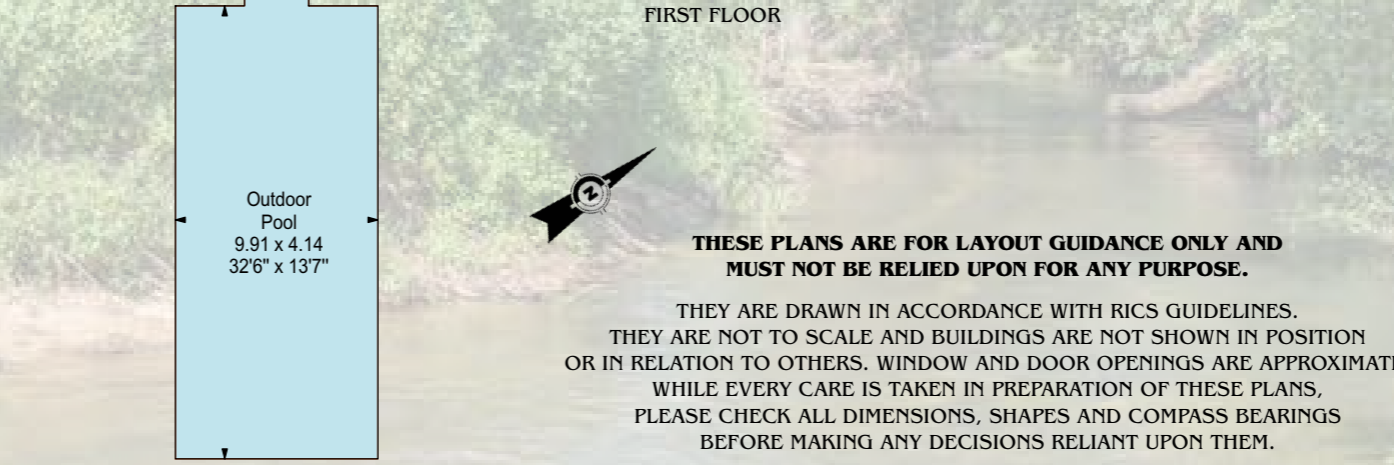 FIRST FLOOR
Outdoor
Pool
9.91 x 4.14
32'6" x 13'7"
N
THESE PLANS ARE FOR LAYOUT GUIDANCE ONLY AND
MUST NOT BE RELIED UPON FOR ANY PURPOSE.
THEY ARE DRAWN IN ACCORDANCE WITH RICS GUIDELINES.
THEY ARE NOT TO SCALE AND BUILDINGS ARE NOT SHOWN IN POSITION
OR IN RELATION TO OTHERS. WINDOW AND DOOR OPENINGS ARE APPROXIMAT
WHILE EVERY CARE IS TAKEN IN PREPARATION OF THESE PLANS,
PLEASE CHECK ALL DIMENSIONS, SHAPES AND COMPASS BEARINGS
BEFORE MAKING ANY DECISIONS RELIANT UPON THEM.